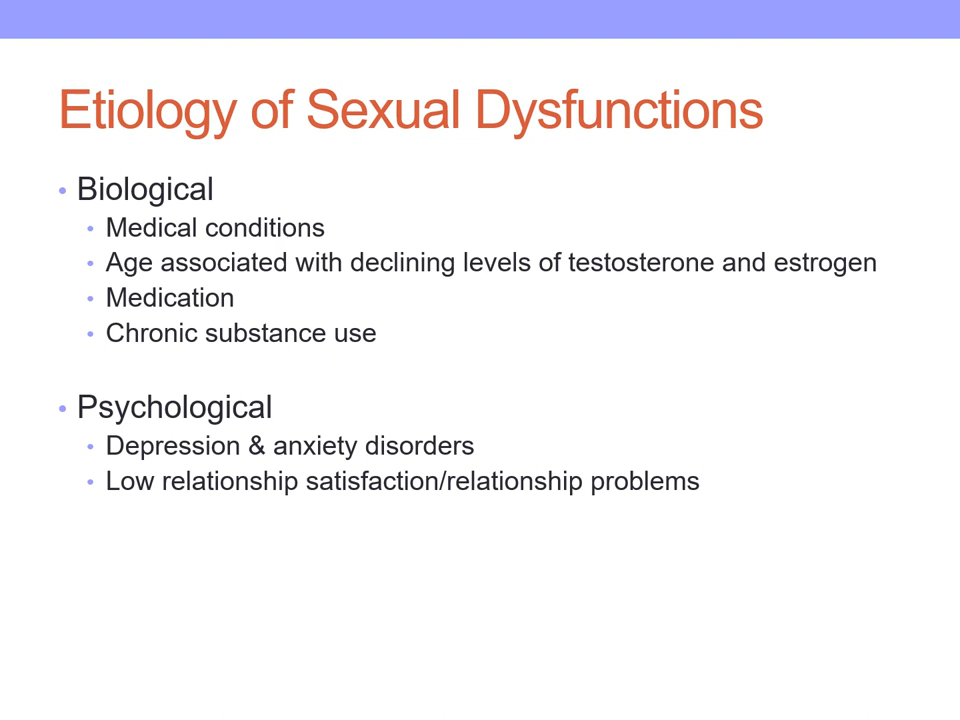 Etiology of Sexual Dysfunctions
• Biological
• Medical conditions
• Age associated with declining levels of testosterone and estrogen
• Medication
• Chronic substance use
• Psychological
• Depression & anxiety disorders
• Low relationship satisfaction/relationship problems